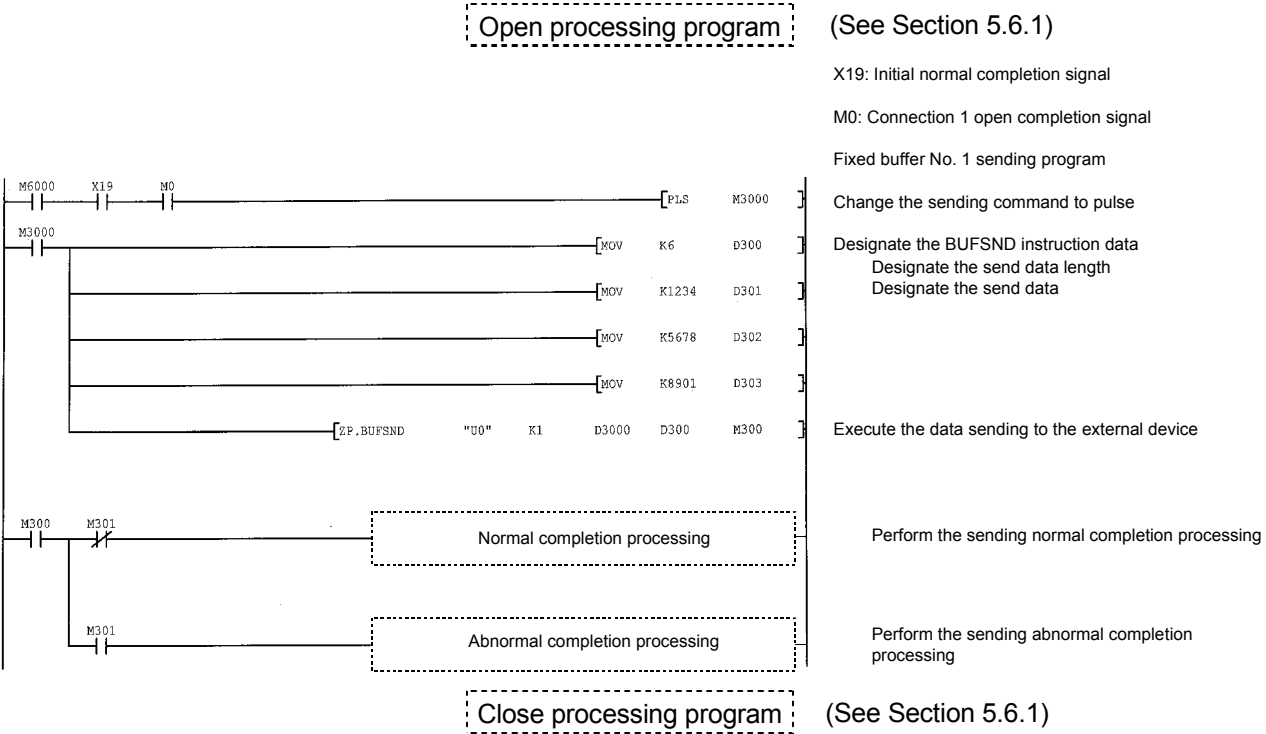 Open processing program (See Section 5.6.1)
X19: Initial normal completion signal
M0: Connection 1 open completion signal
Fixed buffer No. 1 sending program
M6000 X19 M0
PLS M3000 Change the sending command to pulse
M3000
MOV K6 D300 Designate the BUFSND instruction data
Designate the send data length
Designate the send data
MOV K1234 D301
MOV K5678 D302
MOV K8901 D303
ZP.BUFSND "U0" K1 D3000 D300 M300 Execute the data sending to the external device
M300 M301
Normal completion processing Perform the sending normal completion processing
M301
Abnormal completion processing Perform the sending abnormal completion
processing
Close processing program (See Section 5.6.1)